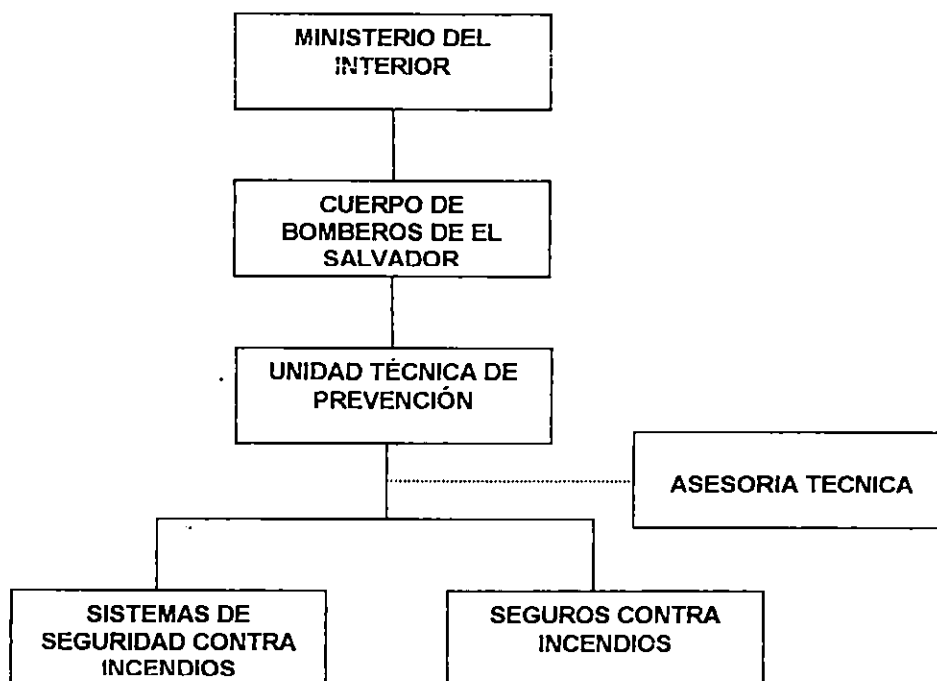 MINISTERIO DEL
INTERIOR
CUERPO DE
BOMBEROS DE EL
SALVADOR
UNIDAD TÉCNICA DE
PREVENCIÓN
ASESORIA TECNICA
SISTEMAS DE
SEGURIDAD CONTRA
INCENDIOS
SEGUROS CONTRA
INCENDIOS